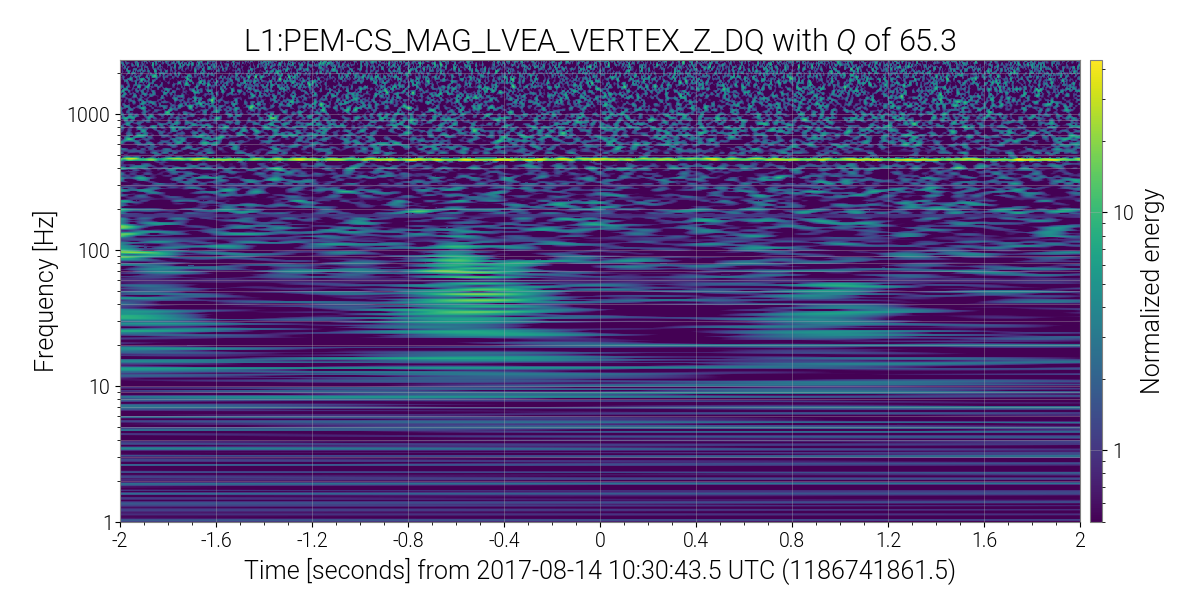 L1:PEM-CS_MAG_LVEA_VERTEX_Z_DQ with Q of 65.3
Frequency [Hz]
1000
100
10
1
-2 -1.6 -1.2 -0.8 -0.4 0 0.4 0.8 1.2 1.6 2
Time [seconds] from 2017-08-14 10:30:43.5 UTC (1186741861.5)
10
1
Normalized energy